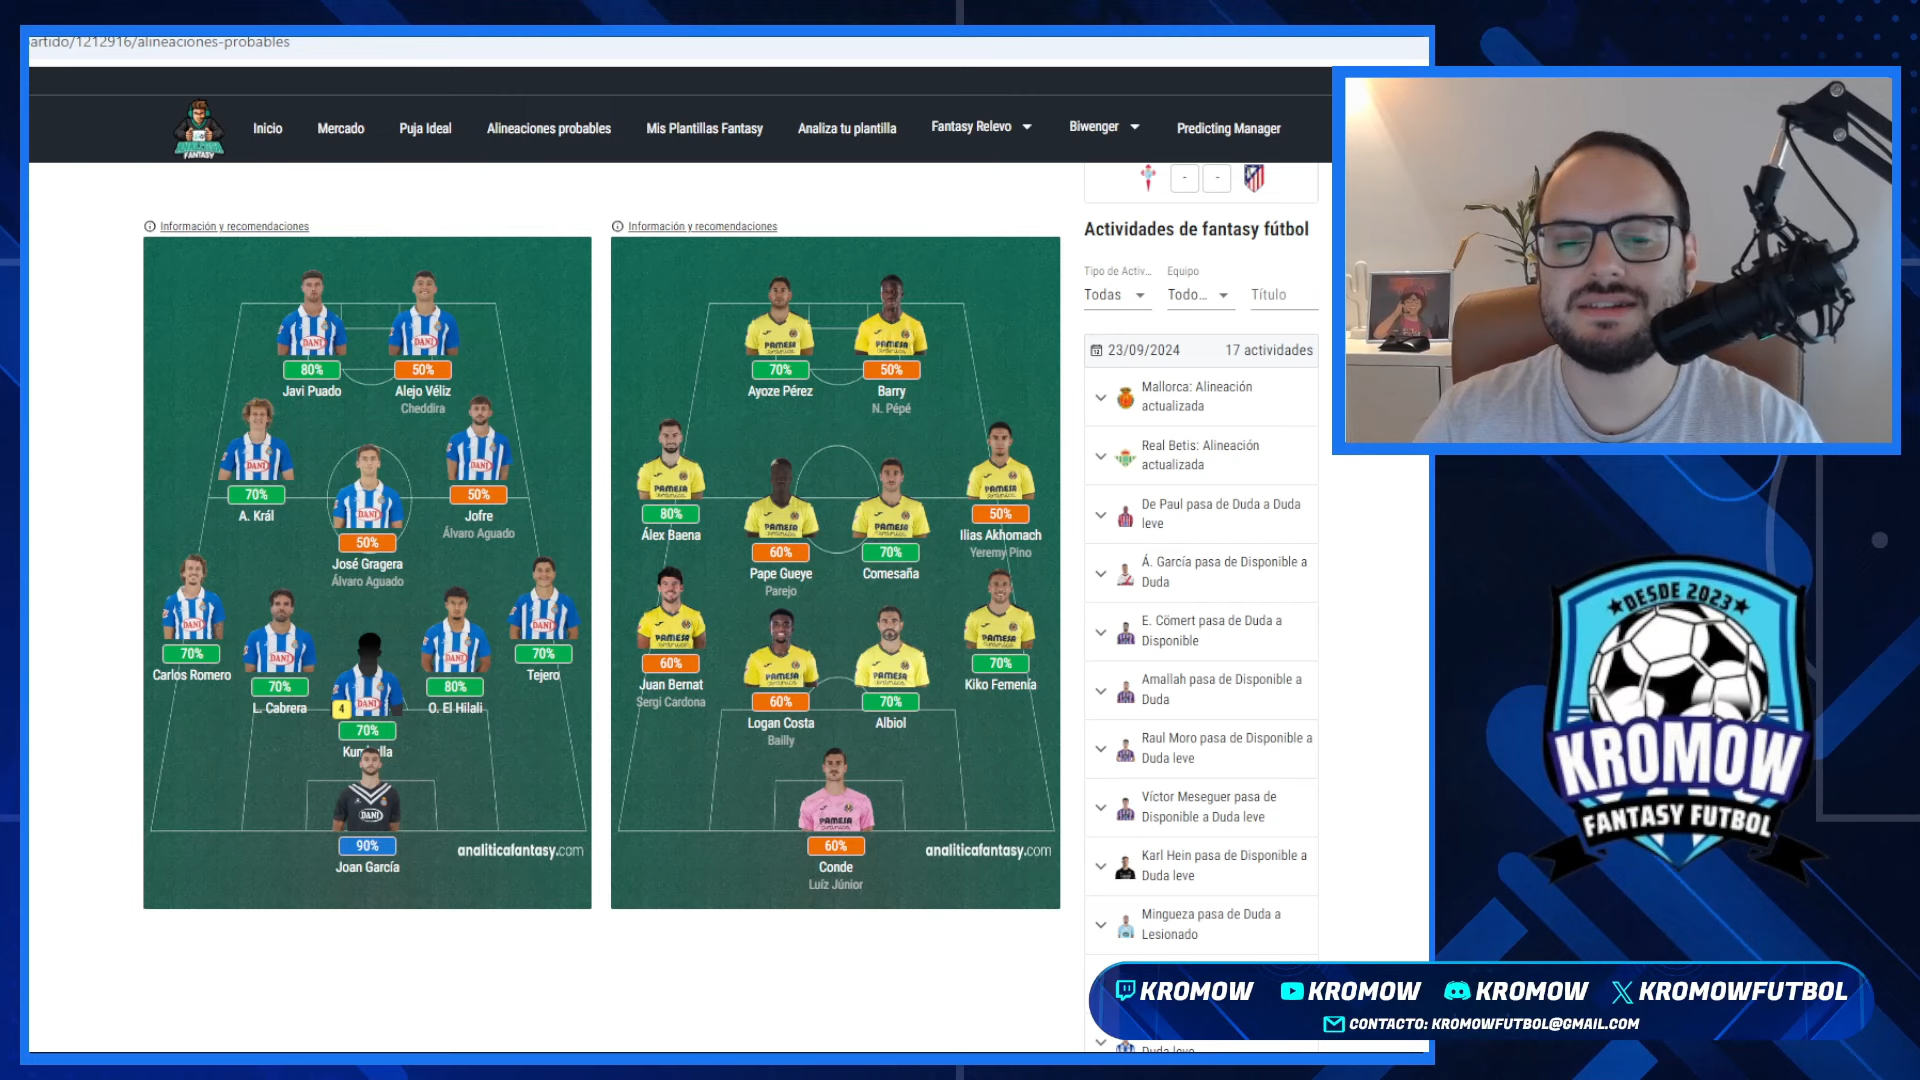 artido/1212916/alineaciones-probables
ANALITICA
FANTASY
Inicio
Mercado
Puja Ideal
Alineaciones probables
Mis Plantillas Fantasy
Analiza tu plantilla
Fantasy Relevo
Biwenger
Predicting Manager
- -
Información y recomendaciones
80%
Javi Puado
50%
Alejo Véliz
Cheddira
70%
A. Král
50%
Jofre
Álvaro Aguado
50%
José Gragera
Álvaro Aguado
70%
Carlos Romero
70%
L. Cabrera
4
70%
80%
O. El Hilali
70%
Tejero
90%
Joan García
analiticafantasy.com
Información y recomendaciones
70%
Ayoze Pérez
50%
Barry
N. Pépé
80%
Álex Baena
60%
Pape Gueye
Parejo
70%
Comesaña
50%
Ilias Akhomach
Yeremy Pino
60%
Juan Bernat
Sergi Cardona
60%
Logan Costa
Bailly
70%
Albiol
70%
Kiko Femenía
60%
Conde
Luíz Júnior
analiticafantasy.com
Actividades de fantasy fútbol
Tipo de Activ...
Equipo
Todas
Todo...
Título
23/09/2024
17 actividades
Mallorca: Alineación
actualizada
Real Betis: Alineación
actualizada
De Paul pasa de Duda a Duda
leve
Á. García pasa de Disponible a
Duda
E. Cömert pasa de Duda a
Disponible
Amallah pasa de Disponible a
Duda
Raul Moro pasa de Disponible a
Duda leve
Víctor Meseguer pasa de
Disponible a Duda leve
Karl Hein pasa de Disponible a
Duda leve
Mingueza pasa de Duda a
Lesionado
Duda leve
DESDE 2023
KROMOW
FANTASY FUTBOL
KROMOW
KROMOW
KROMOW
KROMOWFUTBOL
CONTACTO: KROMOWFUTBOL@GMAIL.COM